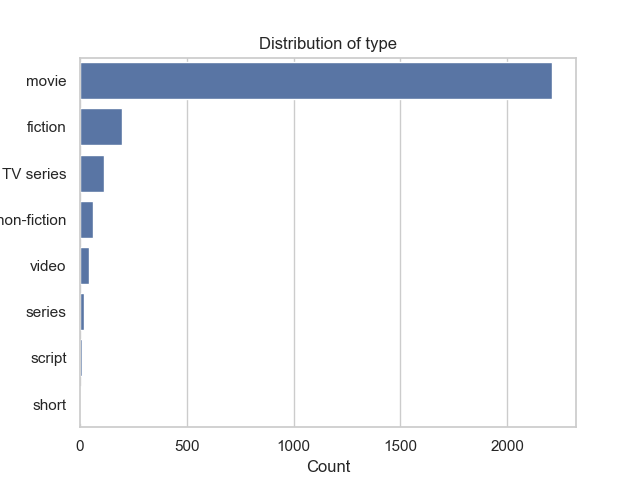 Distribution of type
movie
fiction
TV series
non-fiction
video
series
script
short
0 500 1000 1500 2000
Count